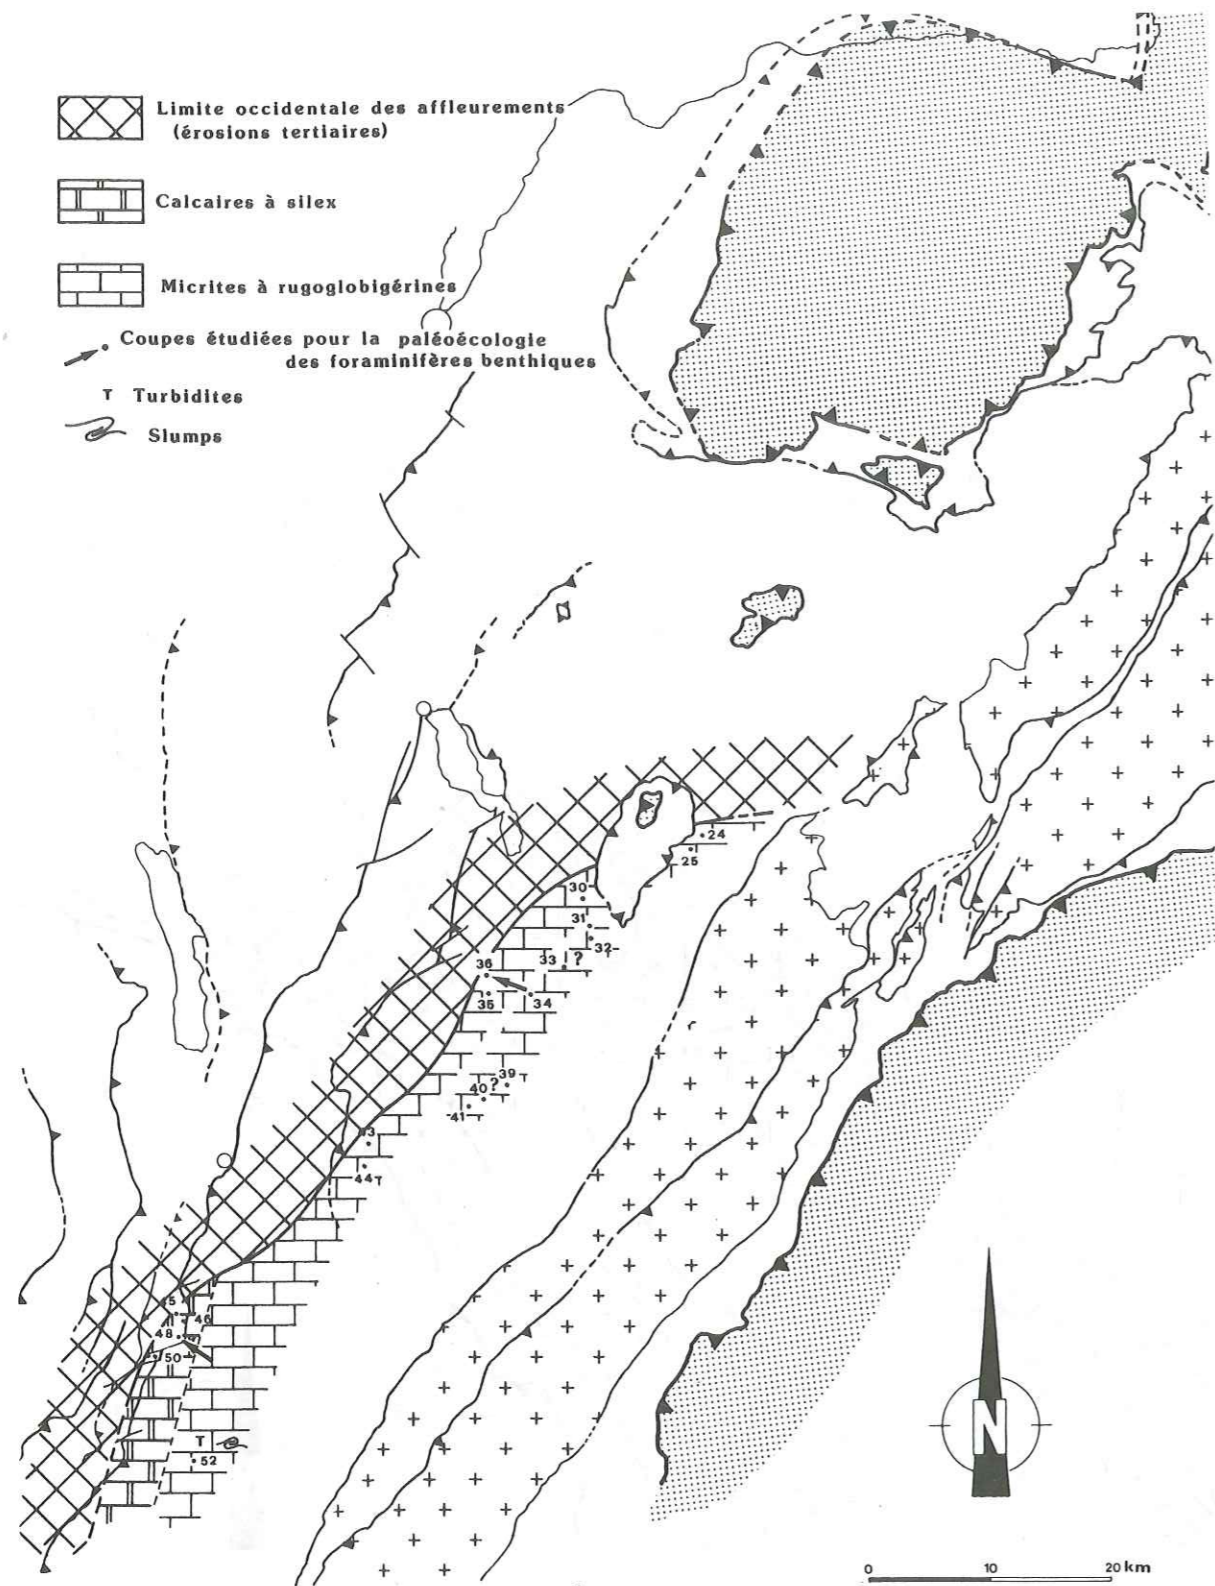 Limite occidentale des affleurements
(érosions tertiaires)
Calcaires à silex
Micrites à rugoglobigérines
Coupes étudiées pour la paléoécologie
des foraminifères benthiques
T Turbidites
Slumps
24
25
30
31
32
33 ?
36
35
34
39
40 ?
41
3
44
5
46
48
50
T
52
N
0 10 20 km